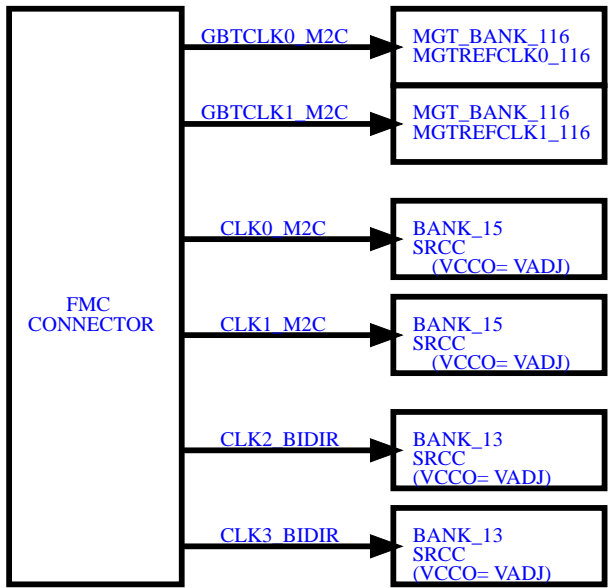 GBTCLK0_M2C
MGT_BANK_116
MGTREFCLK0_116
GBTCLK1_M2C
MGT_BANK_116
MGTREFCLK1_116
CLK0_M2C
BANK_15
SRCC
(VCCO= VADJ)
FMC
CONNECTOR
CLK1_M2C
BANK_15
SRCC
(VCCO= VADJ)
CLK2_BIDIR
BANK_13
SRCC
(VCCO= VADJ)
CLK3_BIDIR
BANK_13
SRCC
(VCCO= VADJ)